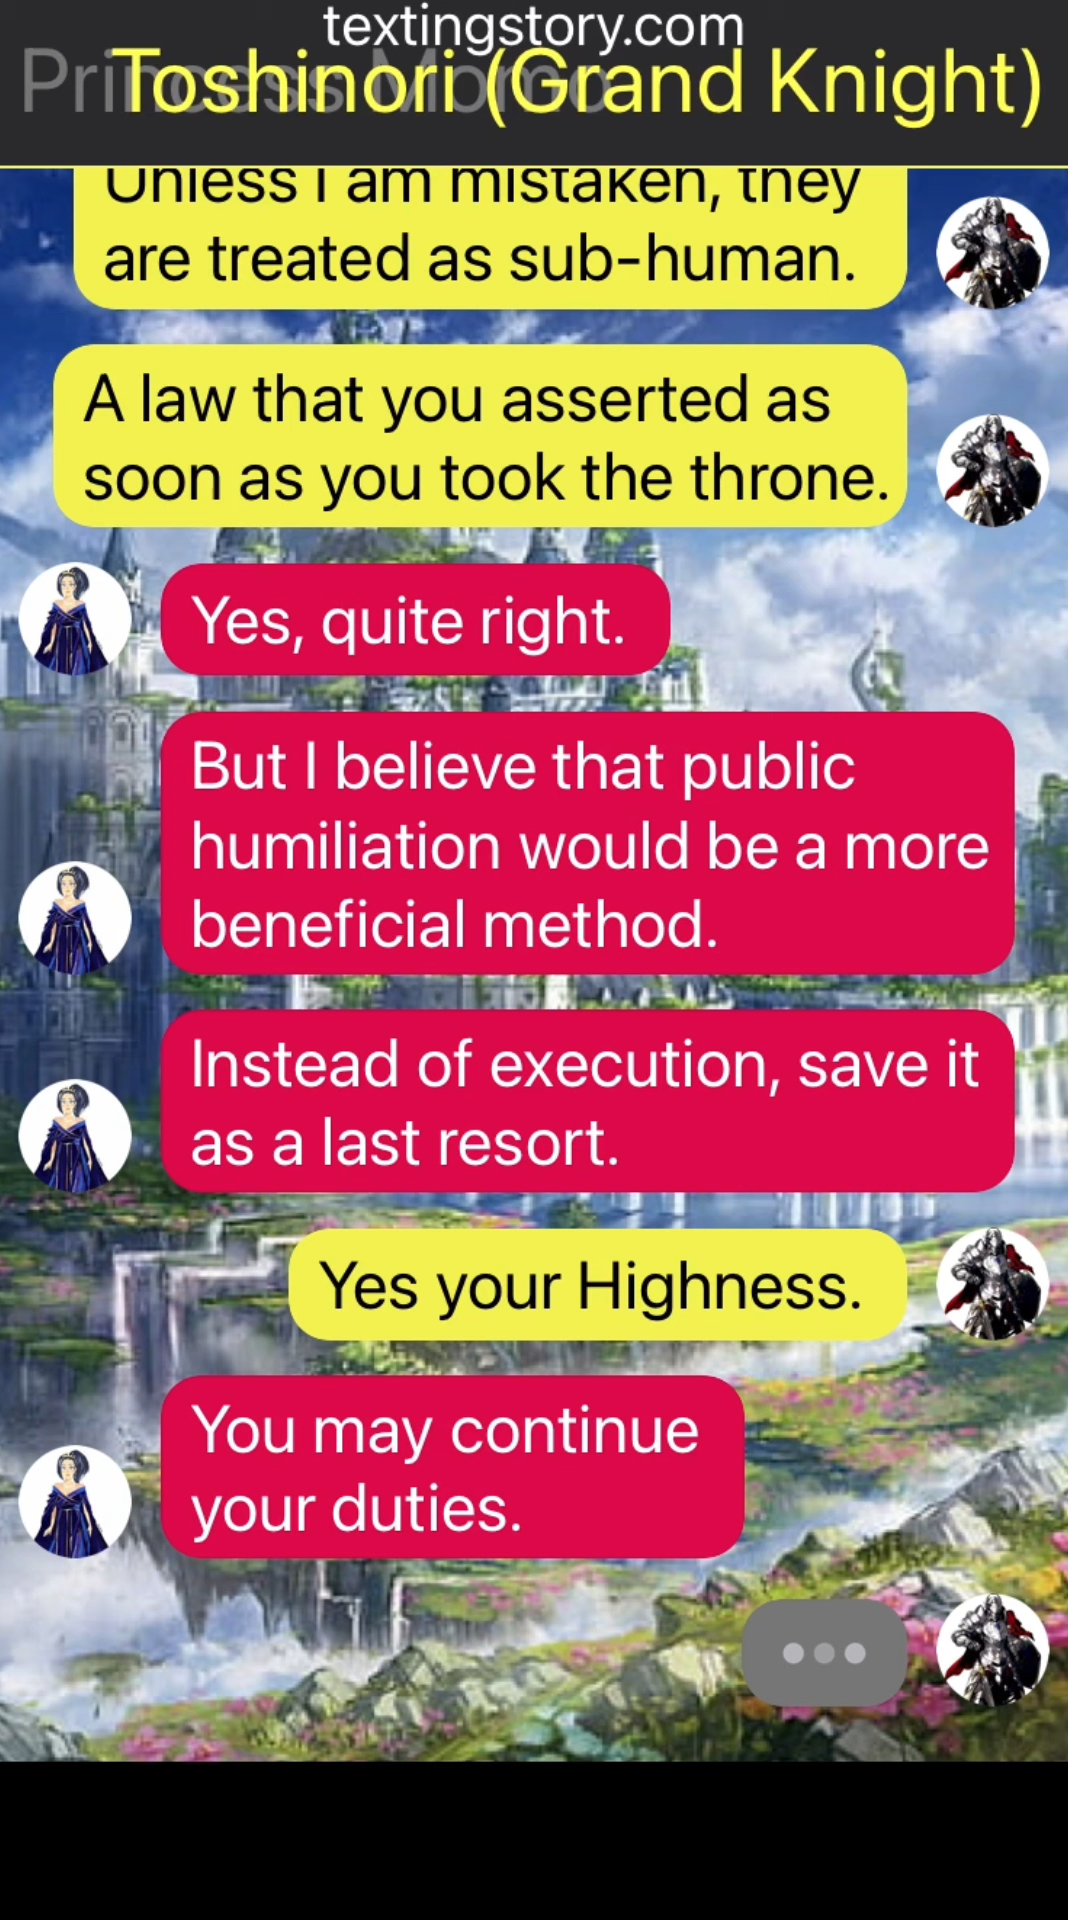 textingstory.com
Princess Momo
Toshinori (Grand Knight)
Unless I am mistaken, they
are treated as sub-human.
A law that you asserted as
soon as you took the throne.
Yes, quite right.
But I believe that public
humiliation would be a more
beneficial method.
Instead of execution, save it
as a last resort.
Yes your Highness.
You may continue
your duties.